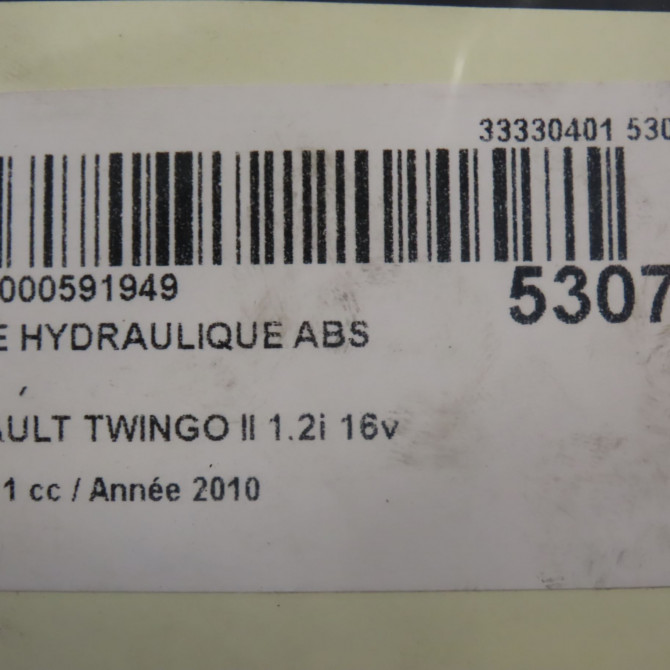 33330401 530
000591949
5307
E HYDRAULIQUE ABS
AULT TWINGO II 1.2i 16v
1 cc / Année 2010